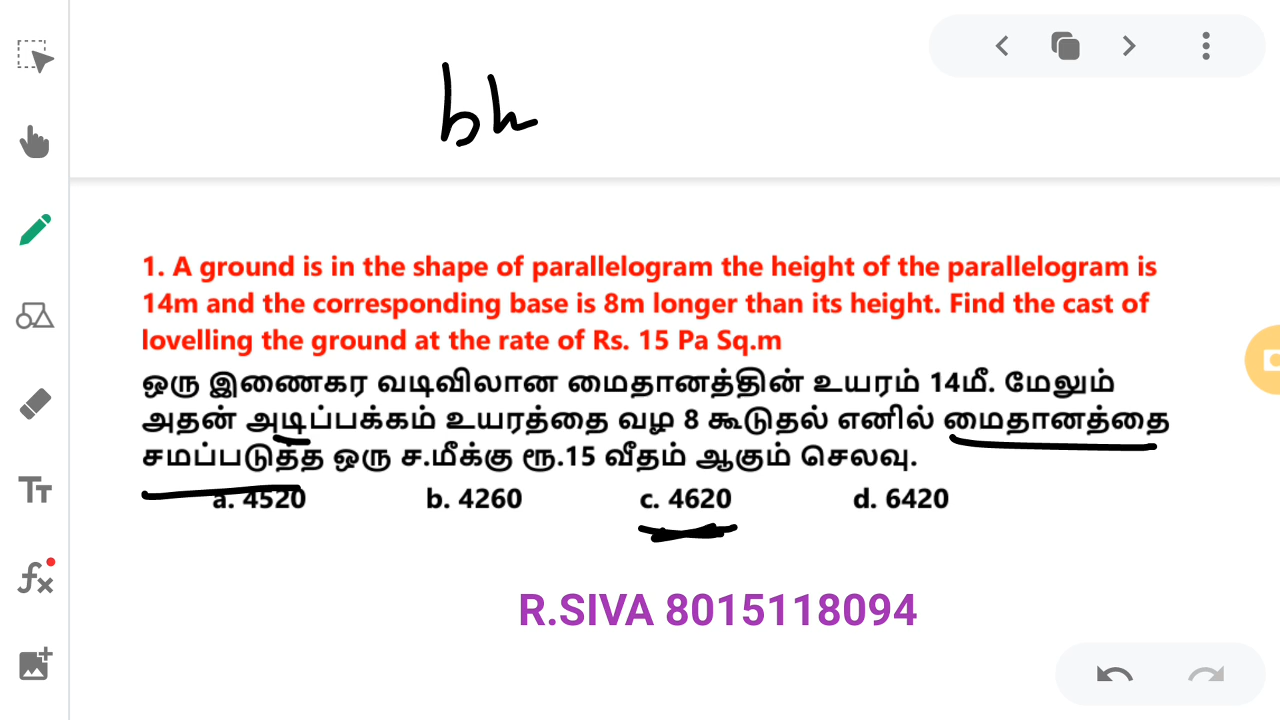 bh
1. A ground is in the shape of parallelogram the height of the parallelogram is
14m and the corresponding base is 8m longer than its height. Find the cast of
lovelling the ground at the rate of Rs. 15 Pa Sq.m
ஒரு இணைகர வடிவிலான மைதானத்தின் உயரம் 14மீ. மேலும்
அதன் அடிப்பக்கம் உயரத்தை வழ 8 கூடுதல் எனில் மைதானத்தை
சமப்படுத்த ஒரு ச.மீக்கு ரூ.15 வீதம் ஆகும் செலவு.
a. 4520 b. 4260 c. 4620 d. 6420
R.SIVA 8015118094
Tт
fx